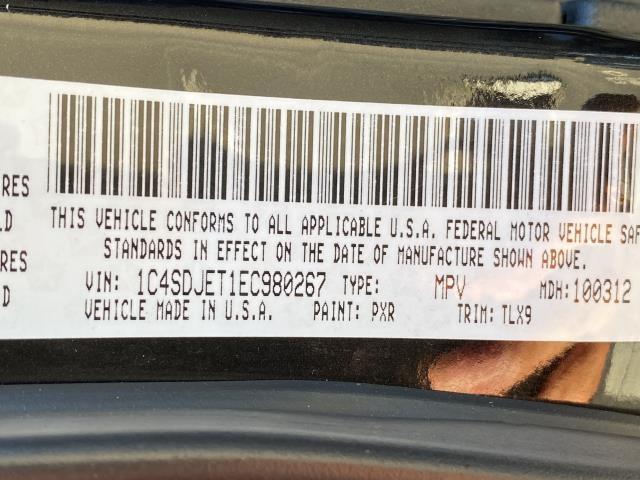 RES
LD
RES
D
THIS VEHICLE CONFORMS TO ALL APPLICABLE U.S.A. FEDERAL MOTOR VEHICLE SAF
STANDARDS IN EFFECT ON THE DATE OF MANUFACTURE SHOWN ABOVE.
VIN: 1C4SDJET1EC980267 TYPE: MPV MDH:100312
VEHICLE MADE IN U.S.A. PAINT: PXR TRIM: TLX9